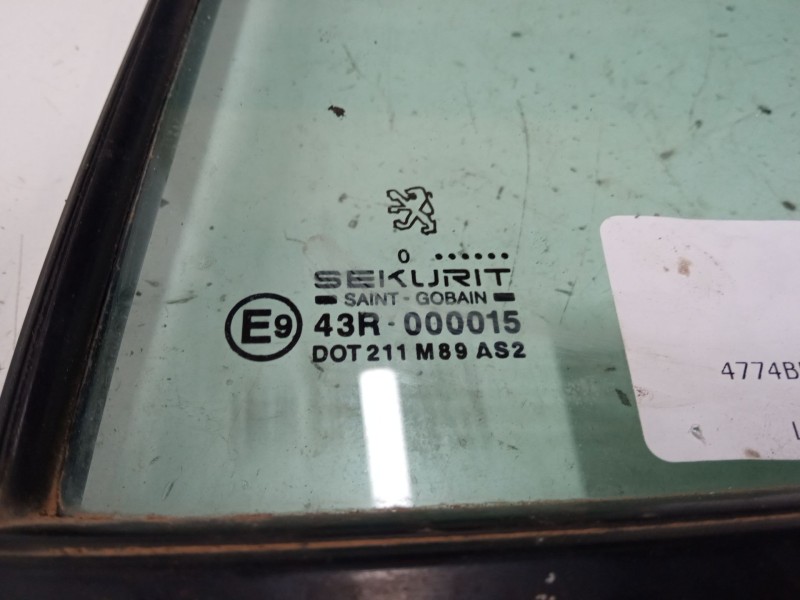 0 ······
SEKURIT
SAINT - GOBAIN
E9 43R - 000015
DOT 211 M89 AS2
4774B